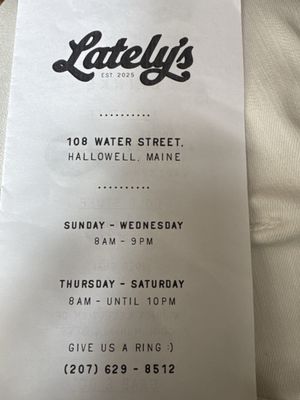 Lately's
EST. 2025
108 WATER STREET,
HALLOWELL, MAINE
SUNDAY - WEDNESDAY
8AM - 9PM
THURSDAY - SATURDAY
8AM - UNTIL 10PM
GIVE US A RING :)
(207) 629 - 8512